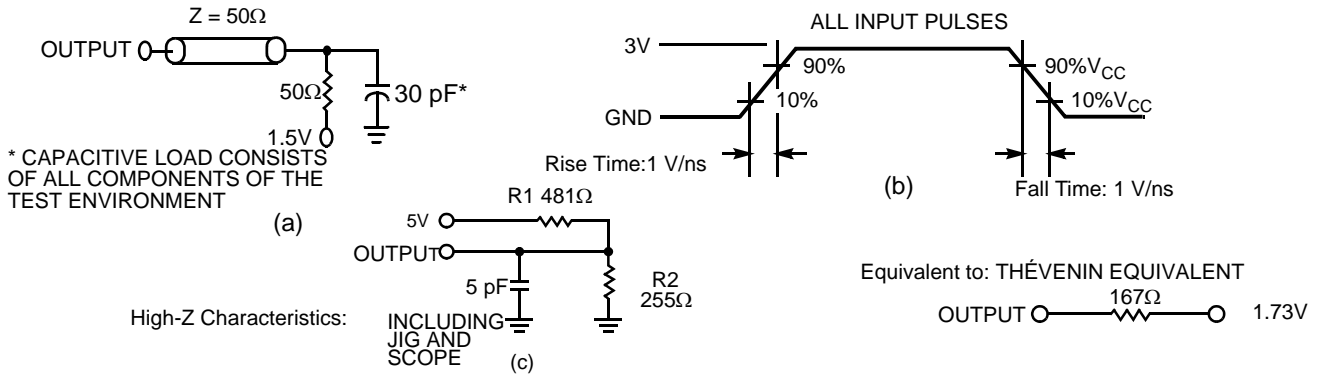 Z = 50Ω
OUTPUT
50Ω
30 pF*
1.5V
* CAPACITIVE LOAD CONSISTS
OF ALL COMPONENTS OF THE
TEST ENVIRONMENT
(a)
ALL INPUT PULSES
3V
90%
10%
GND
90%VCC
10%VCC
Rise Time:1 V/ns
(b)
Fall Time: 1 V/ns
R1 481Ω
5V
OUTPUT
5 pF
R2
255Ω
High-Z Characteristics:
INCLUDING
JIG AND
SCOPE
(c)
Equivalent to: THÉVENIN EQUIVALENT
167Ω
OUTPUT
1.73V